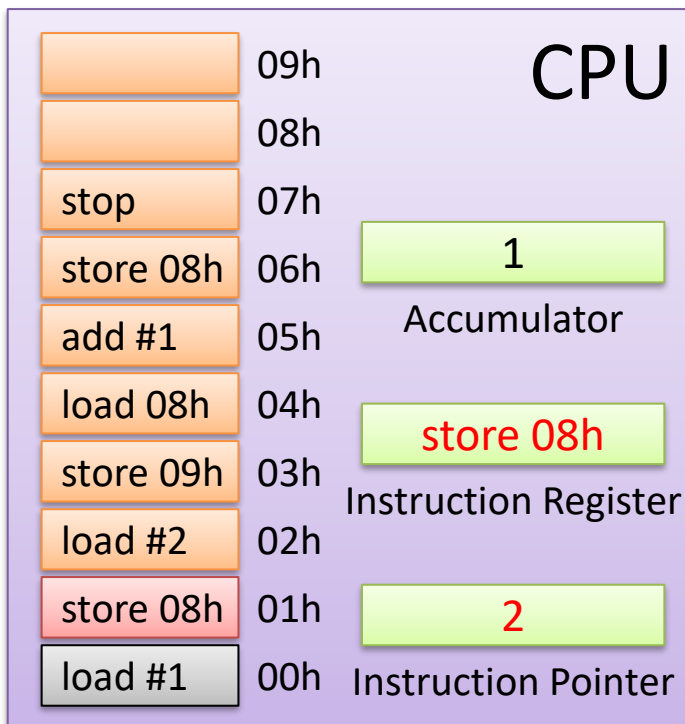 CPU
09h
08h
stop 07h
store 08h 06h
add #1 05h
load 08h 04h
store 09h 03h
load #2 02h
store 08h 01h
load #1 00h
1
Accumulator
store 08h
Instruction Register
2
Instruction Pointer